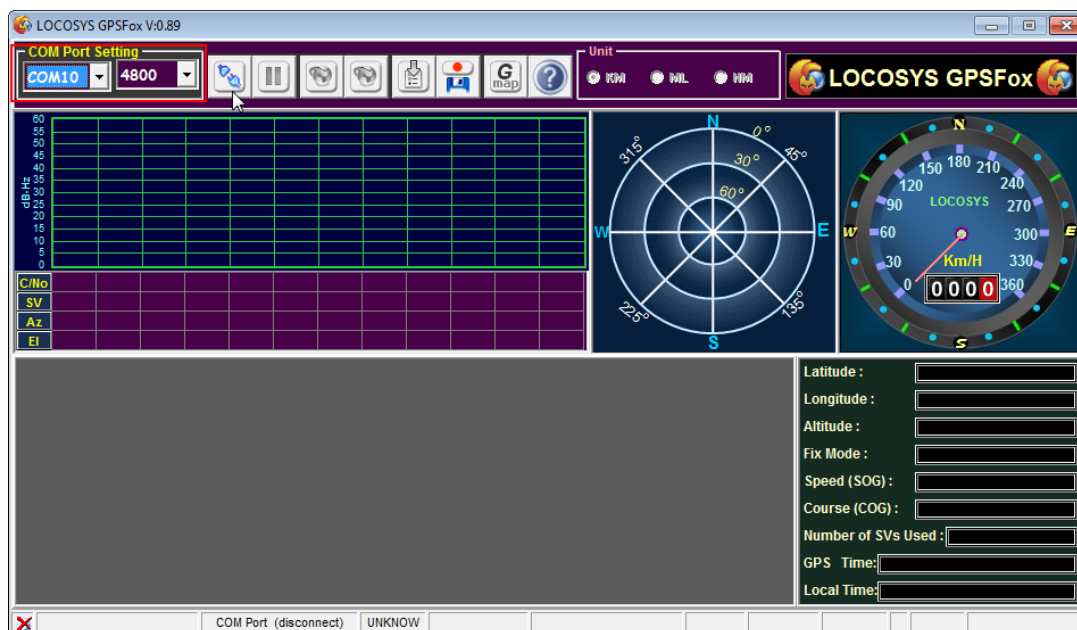 LOCOSYS GPSFox V:0.89
COM Port Setting
COM10 4800
G map
?
Unit
KM ML NM
LOCOSYS GPSFox
60
55
50
45
40
35
30
25
20
15
10
5
0
dB-Hz
C/No
SV
Az
El
N
0°
315°
45°
30°
60°
W
E
225°
135°
S
N
150 180 210
120 240
90 LOCOSYS 270
W 60 300 E
30 Km/H 330
0 0000 360
S
Latitude :
Longitude :
Altitude :
Fix Mode :
Speed (SOG) :
Course (COG) :
Number of SVs Used :
GPS Time:
Local Time:
COM Port (disconnect) UNKNOW